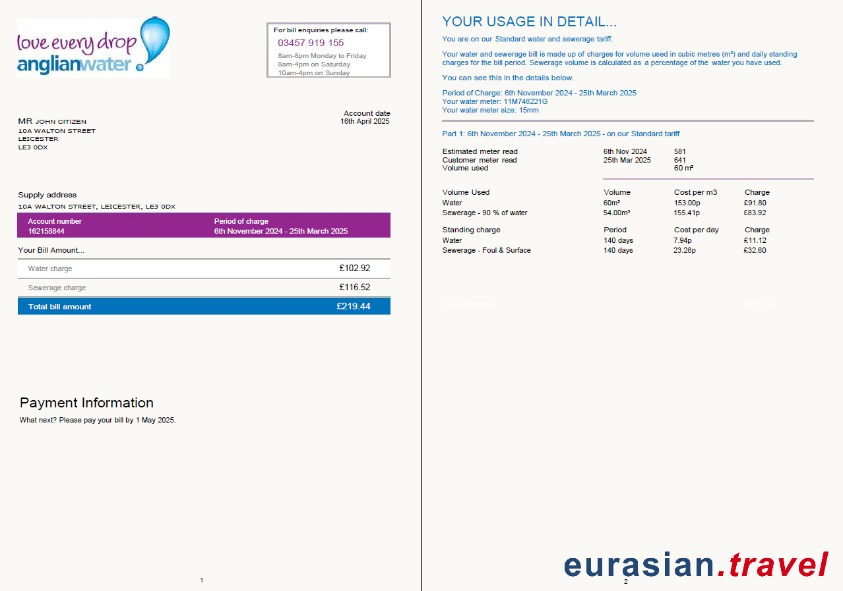 love every drop
anglianwater
For bill enquiries please call:
03457 919 155
8am-8pm Monday to Friday
8am-4pm on Saturday
10am-4pm on Sunday
Account date
16th April 2025
MR JOHN CITIZEN
10A WALTON STREET
LEICESTER
LE3 0DX
Supply address
10A WALTON STREET, LEICESTER, LE3 0DX
Account number Period of charge
162158844 6th November 2024 - 25th March 2025
Your Bill Amount...
Water charge £102.92
Sewerage charge £116.52
Total bill amount £219.44
Payment Information
What next? Please pay your bill by 1 May 2025.
1
YOUR USAGE IN DETAIL...
You are on our Standard water and sewerage tariff.
Your water and sewerage bill is made up of charges for volume used in cubic metres (m³) and daily standing
charges for the bill period. Sewerage volume is calculated as a percentage of the water you have used.
You can see this in the details below.
Period of Charge: 6th November 2024 - 25th March 2025
Your water meter: 11M748221G
Your water meter size: 15mm
Part 1: 6th November 2024 - 25th March 2025 - on our Standard tariff
Estimated meter read 6th Nov 2024 581
Customer meter read 25th Mar 2025 641
Volume used 60 m³
Volume Used Volume Cost per m3 Charge
Water 60m³ 153.00p £91.80
Sewerage - 90 % of water 54.00m³ 155.41p £83.92
Standing charge Period Cost per day Charge
Water 140 days 7.94p £11.12
Sewerage - Foul & Surface 140 days 23.28p £32.60
eurasian.travel
2